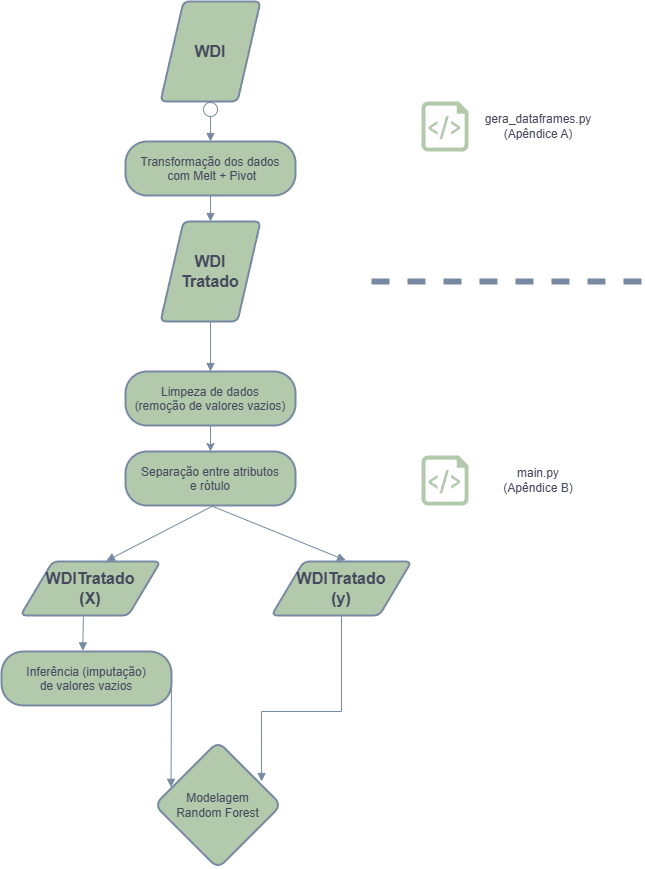 WDI
</>
gera_dataframes.py
(Apêndice A)
Transformação dos dados
com Melt + Pivot
WDI
Tratado
Limpeza de dados
(remoção de valores vazios)
Separação entre atributos
e rótulo
</>
main.py
(Apêndice B)
WDITratado
(X)
WDITratado
(y)
Inferência (imputação)
de valores vazios
Modelagem
Random Forest